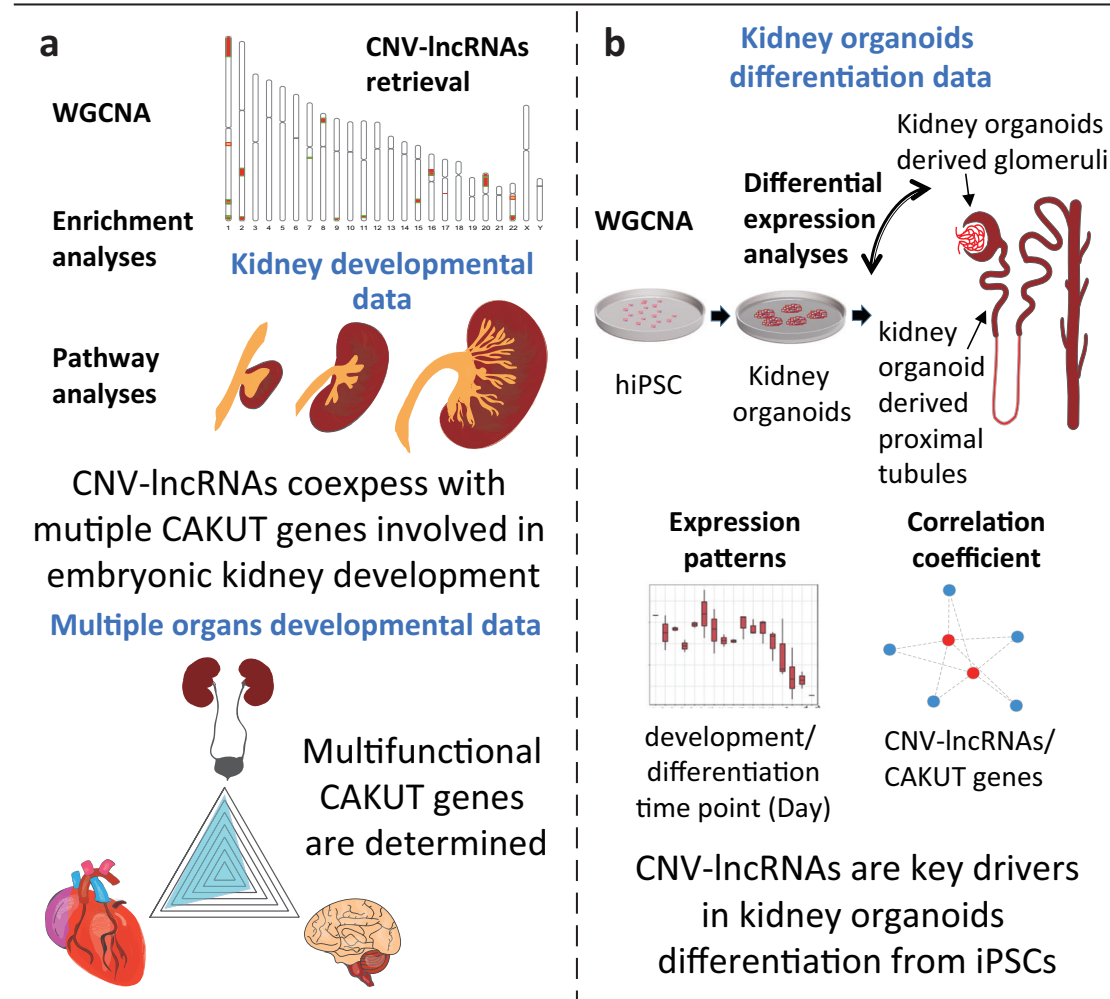 a
CNV-lncRNAs
retrieval
WGCNA
Enrichment
analyses
1 2 3 4 5 6 7 8 9 10 11 12 13 14 15 16 17 18 19 20 21 22 X Y
Kidney developmental
data
Pathway
analyses
CNV-lncRNAs coexpess with
mutiple CAKUT genes involved in
embryonic kidney development
Multiple organs developmental data
Multifunctional
CAKUT genes
are determined
b
Kidney organoids
differentiation data
Kidney organoids
derived glomeruli
Differential
expression
analyses
WGCNA
hiPSC
Kidney
organoids
kidney
organoid
derived
proximal
tubules
Expression
patterns
development/
differentiation
time point (Day)
Correlation
coefficient
CNV-lncRNAs/
CAKUT genes
CNV-lncRNAs are key drivers
in kidney organoids
differentiation from iPSCs